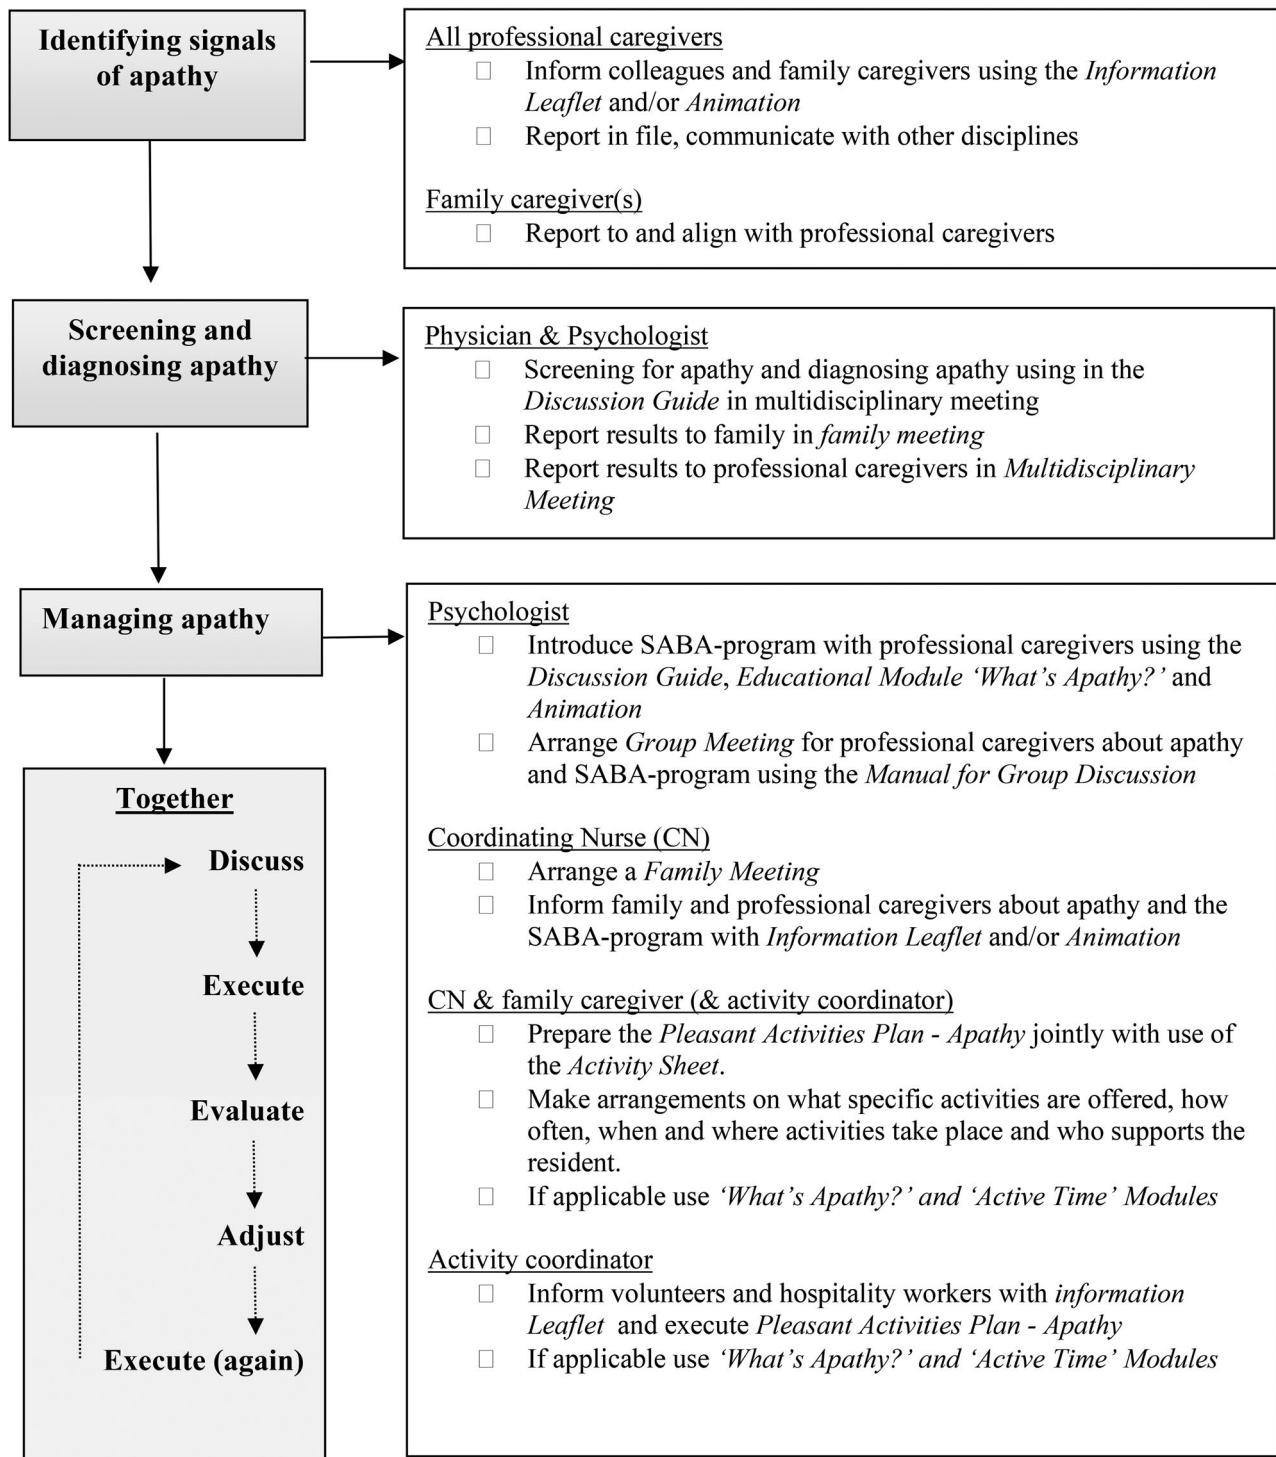 Identifying signals
of apathy
All professional caregivers
Inform colleagues and family caregivers using the Information
Leaflet and/or Animation
Report in file, communicate with other disciplines
Family caregiver(s)
Report to and align with professional caregivers
Screening and
diagnosing apathy
Physician & Psychologist
Screening for apathy and diagnosing apathy using in the
Discussion Guide in multidisciplinary meeting
Report results to family in family meeting
Report results to professional caregivers in Multidisciplinary
Meeting
Managing apathy
Psychologist
Introduce SABA-program with professional caregivers using the
Discussion Guide, Educational Module ‘What’s Apathy?’ and
Animation
Arrange Group Meeting for professional caregivers about apathy
and SABA-program using the Manual for Group Discussion
Coordinating Nurse (CN)
Arrange a Family Meeting
Inform family and professional caregivers about apathy and the
SABA-program with Information Leaflet and/or Animation
CN & family caregiver (& activity coordinator)
Prepare the Pleasant Activities Plan - Apathy jointly with use of
the Activity Sheet.
Make arrangements on what specific activities are offered, how
often, when and where activities take place and who supports the
resident.
If applicable use ‘What’s Apathy?’ and ‘Active Time’ Modules
Activity coordinator
Inform volunteers and hospitality workers with information
Leaflet and execute Pleasant Activities Plan - Apathy
If applicable use ‘What’s Apathy?’ and ‘Active Time’ Modules
Together
Discuss
Execute
Evaluate
Adjust
Execute (again)